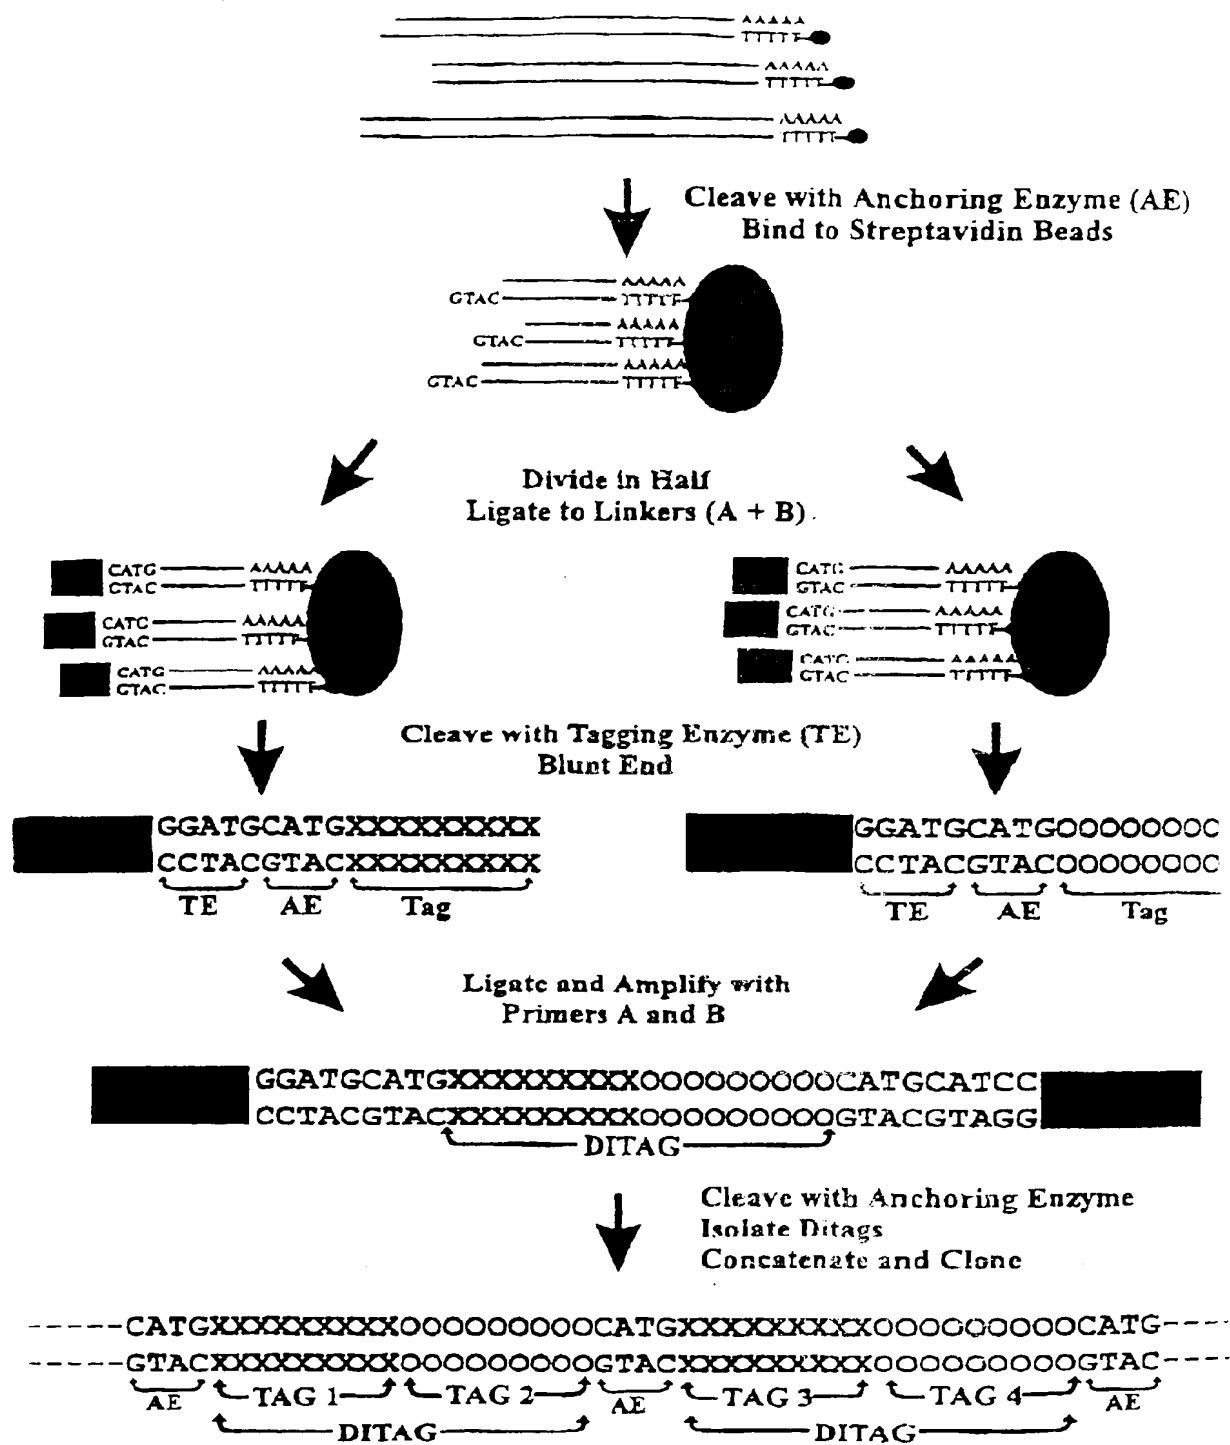 AAAAA
TTTTT
AAAAA
TTTTT
AAAAA
TTTTT
Cleave with Anchoring Enzyme (AE)
Bind to Streptavidin Beads
AAAAA
GTAC TTTTT
AAAAA
GTAC TTTTT
AAAAA
GTAC TTTTT
Divide in Half
Ligate to Linkers (A + B)
CATG AAAAA
GTAC TTTTT
CATG AAAAA
GTAC TTTTT
CATG AAAAA
GTAC TTTTT
CATG AAAAA
GTAC TTTTT
CATG AAAAA
GTAC TTTTT
CATG AAAAA
GTAC TTTTT
Cleave with Tagging Enzyme (TE)
Blunt End
GGATGCATGXXXXXXXXX
CCTACGTACXXXXXXXXX
TE AE Tag
GGATGCATGOOOOOOOO
CCTACGTACOOOOOOOO
TE AE Tag
Ligate and Amplify with
Primers A and B
GGATGCATGXXXXXXXXXOOOOOOOOOCATGCATCC
CCTACGTACXXXXXXXXXOOOOOOOOOGTACGTAGG
DITAG
Cleave with Anchoring Enzyme
Isolate Ditags
Concatenate and Clone
-----CATGXXXXXXXXXOOOOOOOOOCATGXXXXXXXXXOOOOOOOOOCATG----
-----GTACXXXXXXXXXOOOOOOOOOGTACXXXXXXXXXOOOOOOOOOGTAC----
AE TAG 1 TAG 2 AE TAG 3 TAG 4 AE
DITAG DITAG